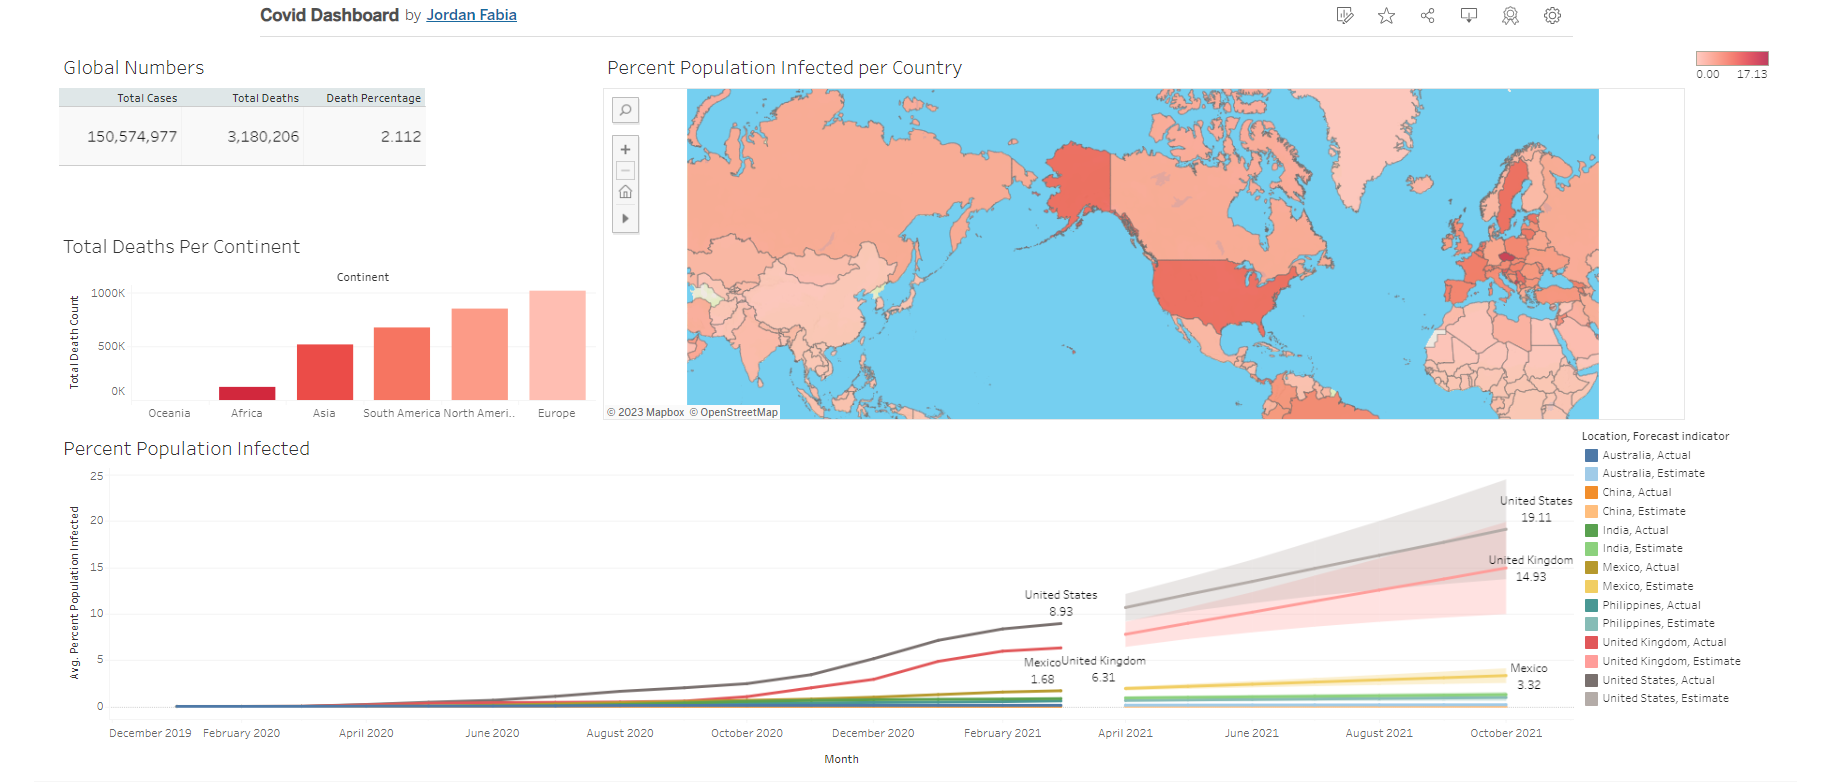 Covid Dashboard by Jordan Fabia
Global Numbers
Total Cases Total Deaths Death Percentage
150,574,977 3,180,206 2.112
Percent Population Infected per Country
0.00 17.13
© 2023 Mapbox © OpenStreetMap
Total Deaths Per Continent
Continent
Total Death Count
1000K
500K
0K
Oceania Africa Asia South America North Ameri.. Europe
Percent Population Infected
Avg. Percent Population Infected
25
20
15
10
5
0
United States
8.93
Mexico
1.68
United Kingdom
6.31
United States
19.11
United Kingdom
14.93
Mexico
3.32
December 2019 February 2020 April 2020 June 2020 August 2020 October 2020 December 2020 February 2021 April 2021 June 2021 August 2021 October 2021
Month
Location, Forecast indicator
Australia, Actual
Australia, Estimate
China, Actual
China, Estimate
India, Actual
India, Estimate
Mexico, Actual
Mexico, Estimate
Philippines, Actual
Philippines, Estimate
United Kingdom, Actual
United Kingdom, Estimate
United States, Actual
United States, Estimate